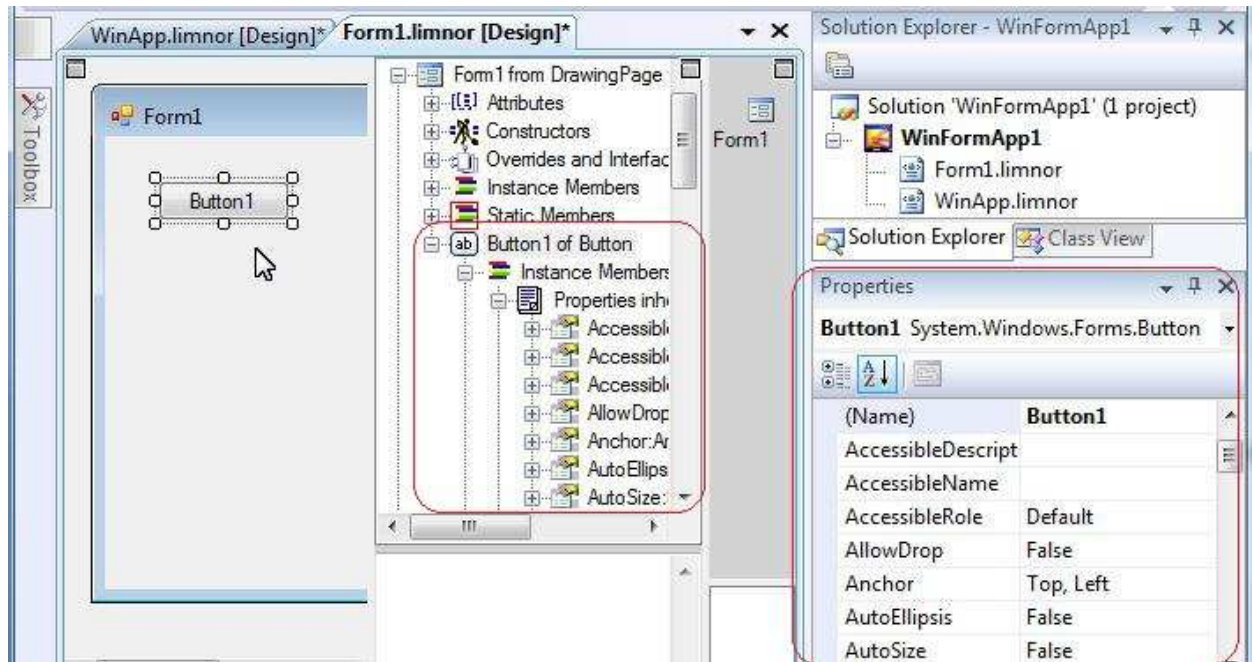 WinApp.limnor [Design]* Form1.limnor [Design]*
Toolbox
Form1
Button1
Form1 from DrawingPage
Attributes
Constructors
Overrides and Interfac
Instance Members
Static Members
Button1 of Button
Instance Members
Properties inh
Accessibl
Accessibl
Accessibl
AllowDrop
Anchor:Ar
AutoEllips
AutoSize:
Form1
Solution Explorer - WinFormApp1
Solution 'WinFormApp1' (1 project)
WinFormApp1
Form1.limnor
WinApp.limnor
Solution Explorer Class View
Properties
Button1 System.Windows.Forms.Button
(Name) Button1
AccessibleDescript
AccessibleName
AccessibleRole Default
AllowDrop False
Anchor Top, Left
AutoEllipsis False
AutoSize False